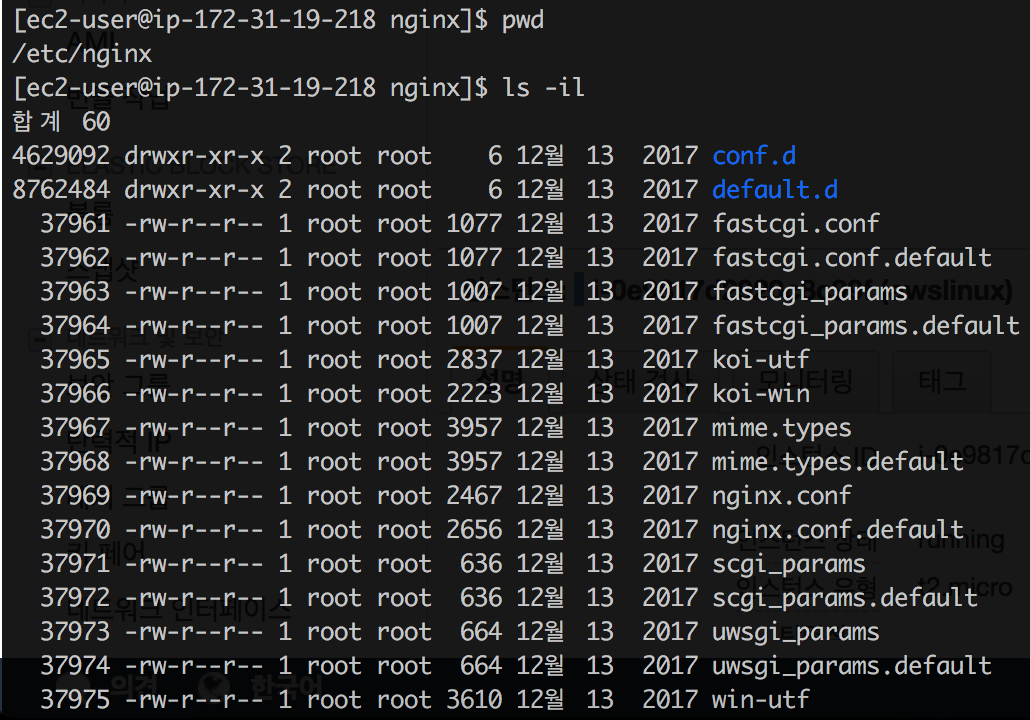 [ec2-user@ip-172-31-19-218 nginx]$ pwd
/etc/nginx
[ec2-user@ip-172-31-19-218 nginx]$ ls -il
합계 60
4629092 drwxr-xr-x 2 root root    6 12월 13  2017 conf.d
8762484 drwxr-xr-x 2 root root    6 12월 13  2017 default.d
  37961 -rw-r--r-- 1 root root 1077 12월 13  2017 fastcgi.conf
  37962 -rw-r--r-- 1 root root 1077 12월 13  2017 fastcgi.conf.default
  37963 -rw-r--r-- 1 root root 1007 12월 13  2017 fastcgi_params
  37964 -rw-r--r-- 1 root root 1007 12월 13  2017 fastcgi_params.default
  37965 -rw-r--r-- 1 root root 2837 12월 13  2017 koi-utf
  37966 -rw-r--r-- 1 root root 2223 12월 13  2017 koi-win
  37967 -rw-r--r-- 1 root root 3957 12월 13  2017 mime.types
  37968 -rw-r--r-- 1 root root 3957 12월 13  2017 mime.types.default
  37969 -rw-r--r-- 1 root root 2467 12월 13  2017 nginx.conf
  37970 -rw-r--r-- 1 root root 2656 12월 13  2017 nginx.conf.default
  37971 -rw-r--r-- 1 root root  636 12월 13  2017 scgi_params
  37972 -rw-r--r-- 1 root root  636 12월 13  2017 scgi_params.default
  37973 -rw-r--r-- 1 root root  664 12월 13  2017 uwsgi_params
  37974 -rw-r--r-- 1 root root  664 12월 13  2017 uwsgi_params.default
  37975 -rw-r--r-- 1 root root 3610 12월 13  2017 win-utf